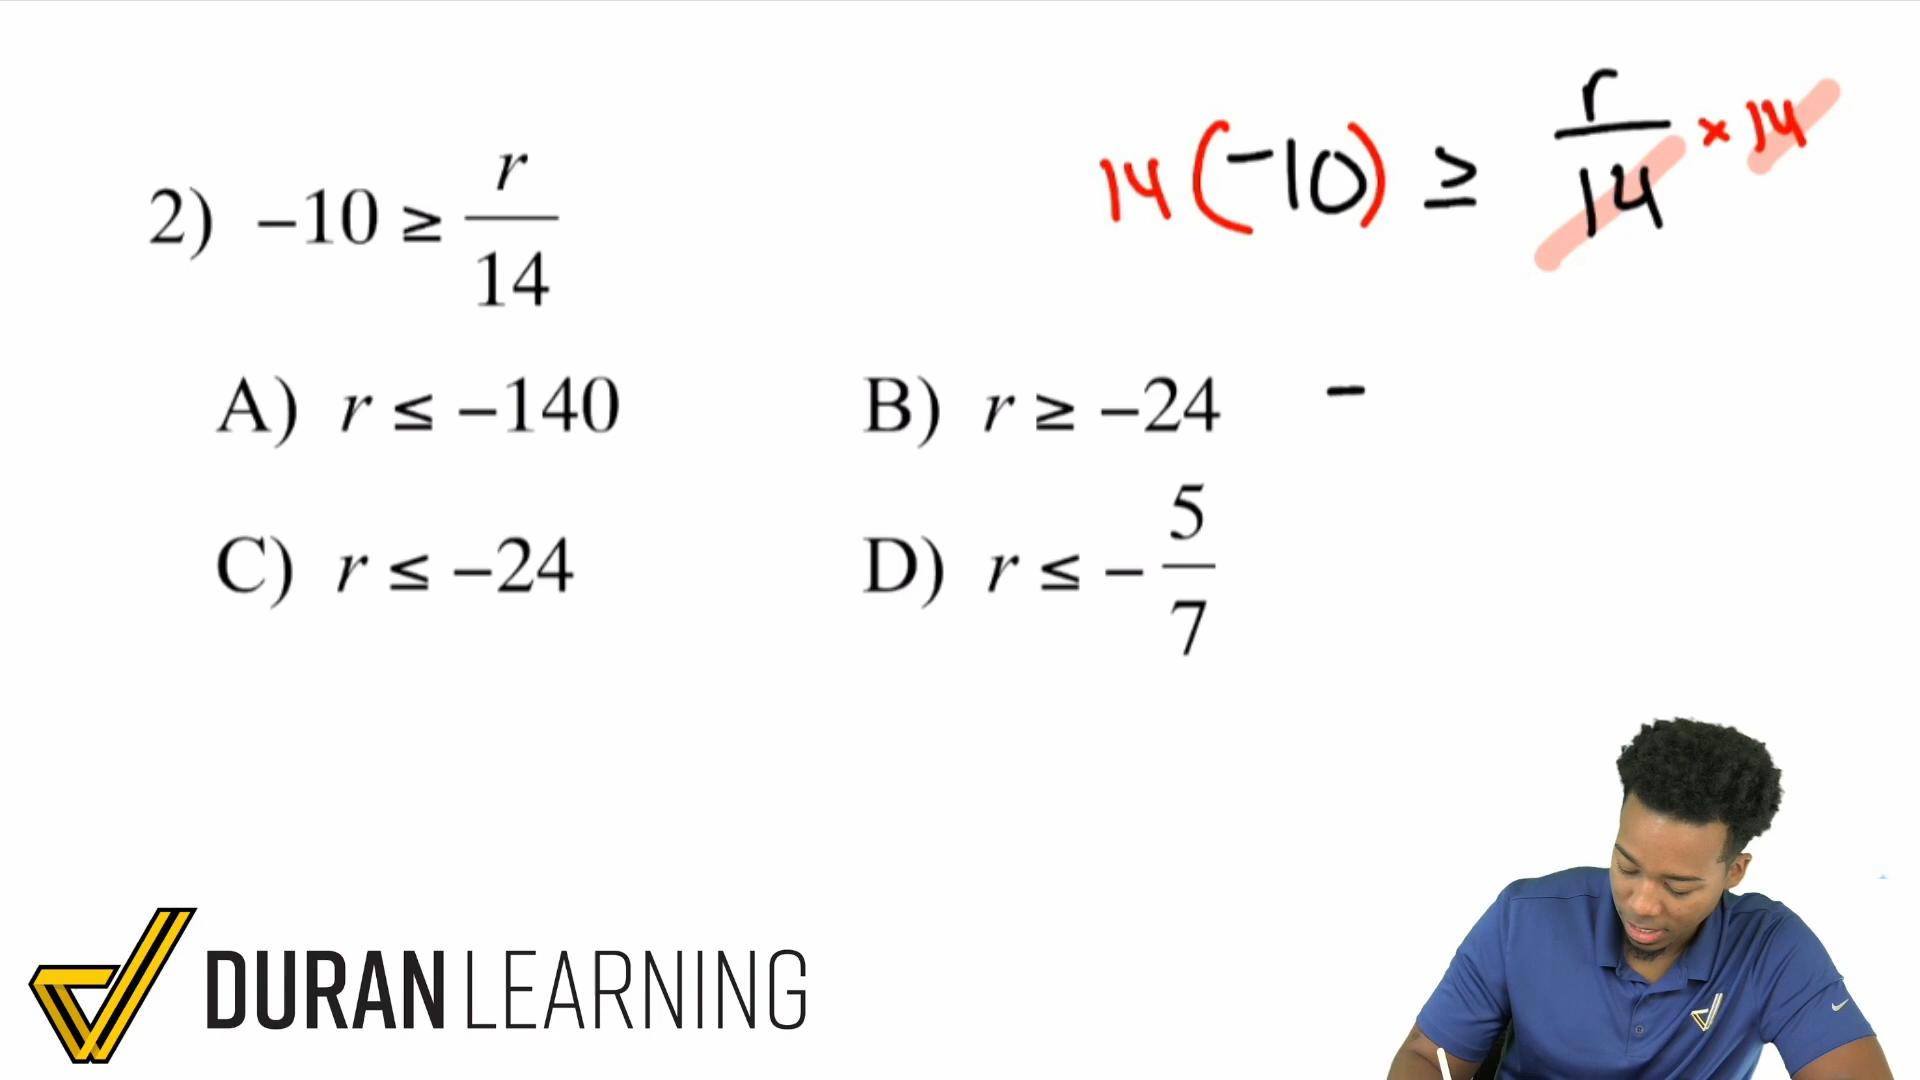 2) −10 ≥ r/14
14(-10) ≥ r/14 × 14
A) r ≤ −140
B) r ≥ −24
-
C) r ≤ −24
D) r ≤ −5/7
DURAN LEARNING